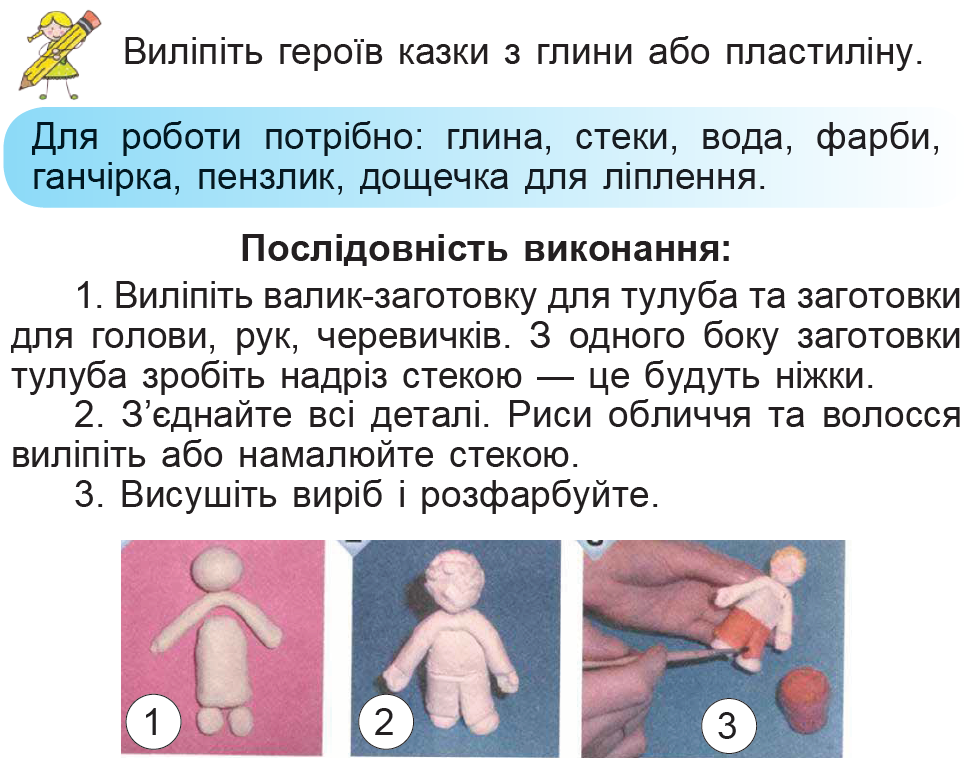 Виліпіть героїв казки з глини або пластиліну.
Для роботи потрібно: глина, стеки, вода, фарби,
ганчірка, пензлик, дощечка для ліплення.
Послідовність виконання:
1. Виліпіть валик-заготовку для тулуба та заготовки
для голови, рук, черевичків. З одного боку заготовки
тулуба зробіть надріз стекою — це будуть ніжки.
2. З’єднайте всі деталі. Риси обличчя та волосся
виліпіть або намалюйте стекою.
3. Висушіть виріб і розфарбуйте.
1
2
3